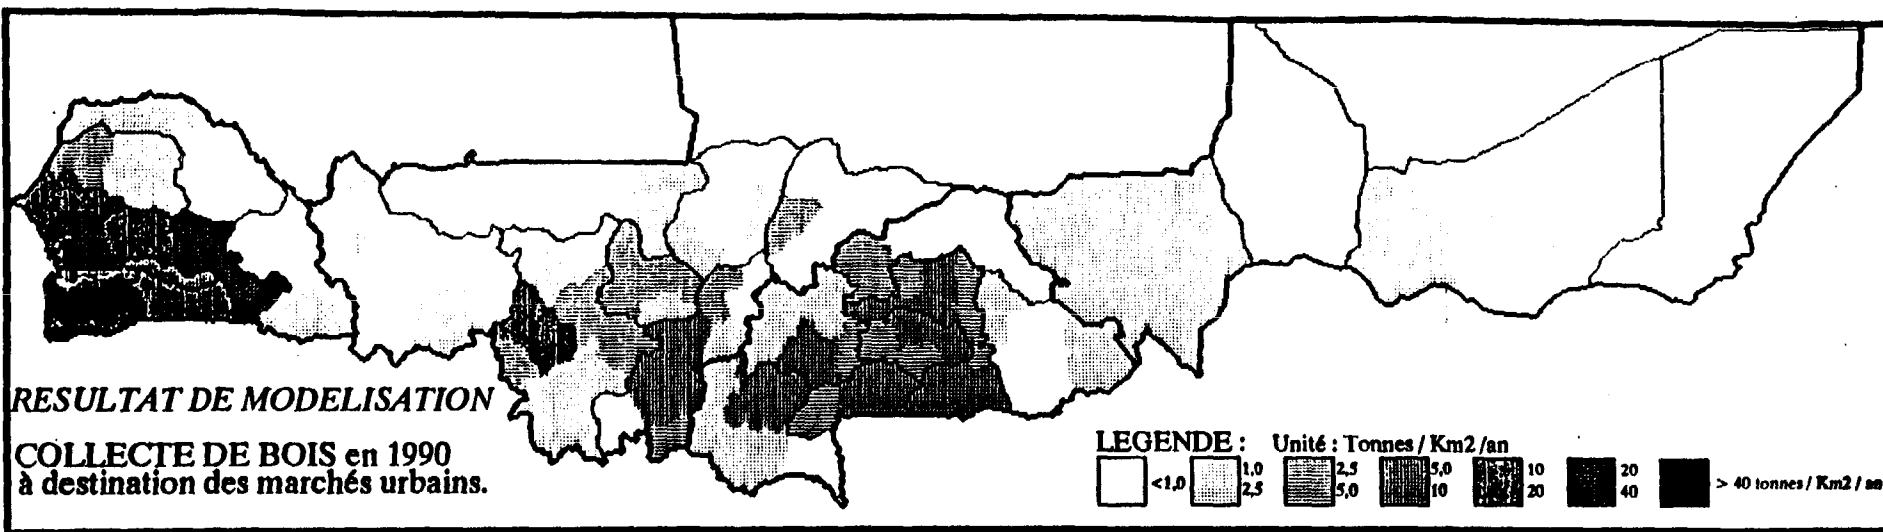 RESULTAT DE MODELISATION
COLLECTE DE BOIS en 1990
à destination des marchés urbains.
LEGENDE : Unité : Tonnes / Km2 /an
<1,0
1,0
2,5
2,5
5,0
5,0
10
10
20
20
40
> 40 tonnes / Km2 / an